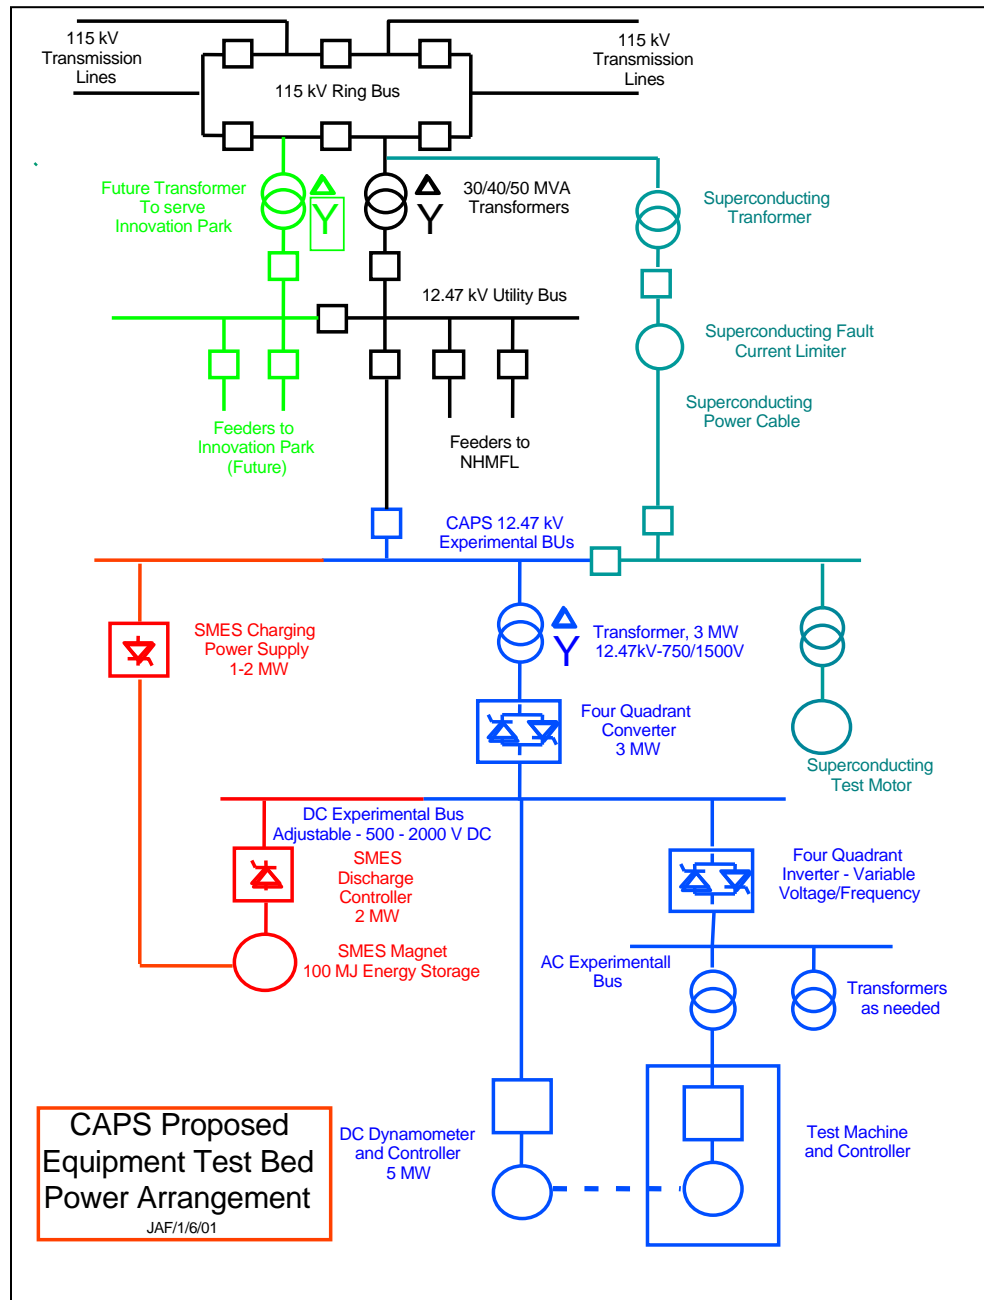 115 kV
Transmission
Lines
115 kV
Transmission
Lines
115 kV Ring Bus
Future Transformer
To serve
Innovation Park
30/40/50 MVA
Transformers
Superconducting
Tranformer
12.47 kV Utility Bus
Superconducting Fault
Current Limiter
Superconducting
Power Cable
Feeders to
Innovation Park
(Future)
Feeders to
NHMFL
CAPS 12.47 kV
Experimental BUs
SMES Charging
Power Supply
1-2 MW
Transformer, 3 MW
12.47kV-750/1500V
Four Quadrant
Converter
3 MW
Superconducting
Test Motor
DC Experimental Bus
Adjustable - 500 - 2000 V DC
SMES
Discharge
Controller
2 MW
Four Quadrant
Inverter - Variable
Voltage/Frequency
SMES Magnet
100 MJ Energy Storage
AC Experimentall
Bus
Transformers
as needed
DC Dynamometer
and Controller
5 MW
Test Machine
and Controller
CAPS Proposed
Equipment Test Bed
Power Arrangement
JAF/1/6/01